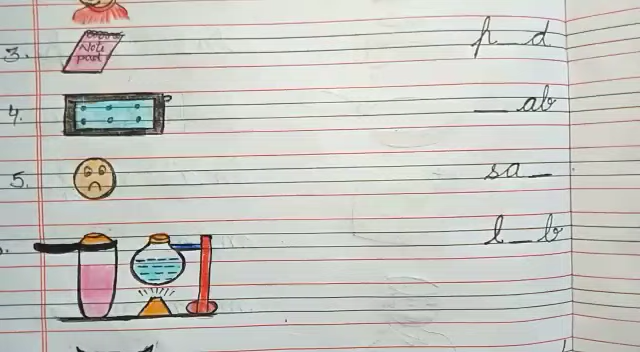 3. Note pad p_d
4. _ab
5. sa_
l_b